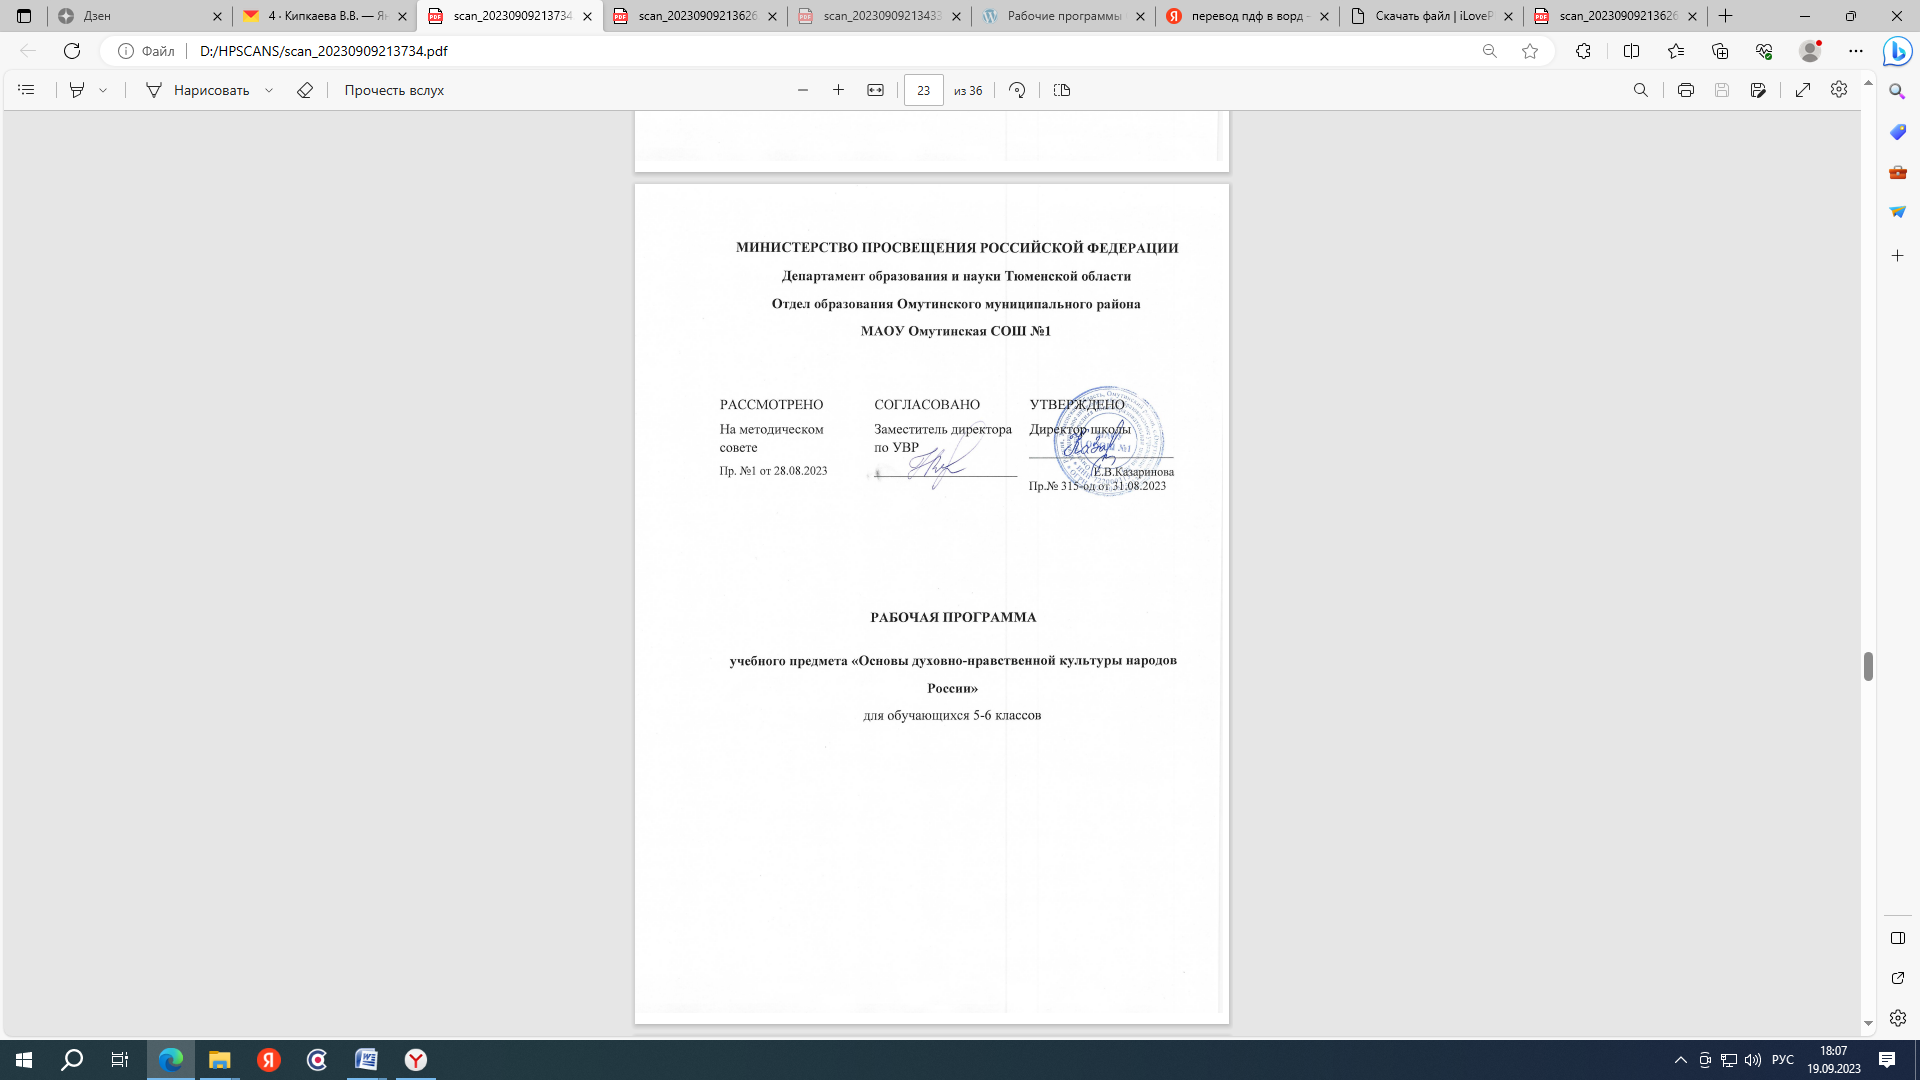 Дзен
4 · Кипкаева В.В. — Ян
scan_20230909213734
scan_20230909213626
scan_20230909213433
Рабочие программы
перевод пдф в ворд –
Скачать файл | iLoveP
scan_20230909213626
Файл
D:/HPSCANS/scan_20230909213734.pdf
Нарисовать
Прочесть вслух
23
из 36
МИНИСТЕРСТВО ПРОСВЕЩЕНИЯ РОССИЙСКОЙ ФЕДЕРАЦИИ
Департамент образования и науки Тюменской области
Отдел образования Омутинского муниципального района
МАОУ Омутинская СОШ №1
РАССМОТРЕНО
На методическом
совете
Пр. №1 от 28.08.2023
СОГЛАСОВАНО
Заместитель директора
по УВР
УТВЕРЖДЕНО
Директор школы
/Е.В.Казаринова
Пр.№ 315-од от 31.08.2023
РАБОЧАЯ ПРОГРАММА
учебного предмета «Основы духовно-нравственной культуры народов
России»
для обучающихся 5-6 классов
РУС
18:07
19.09.2023